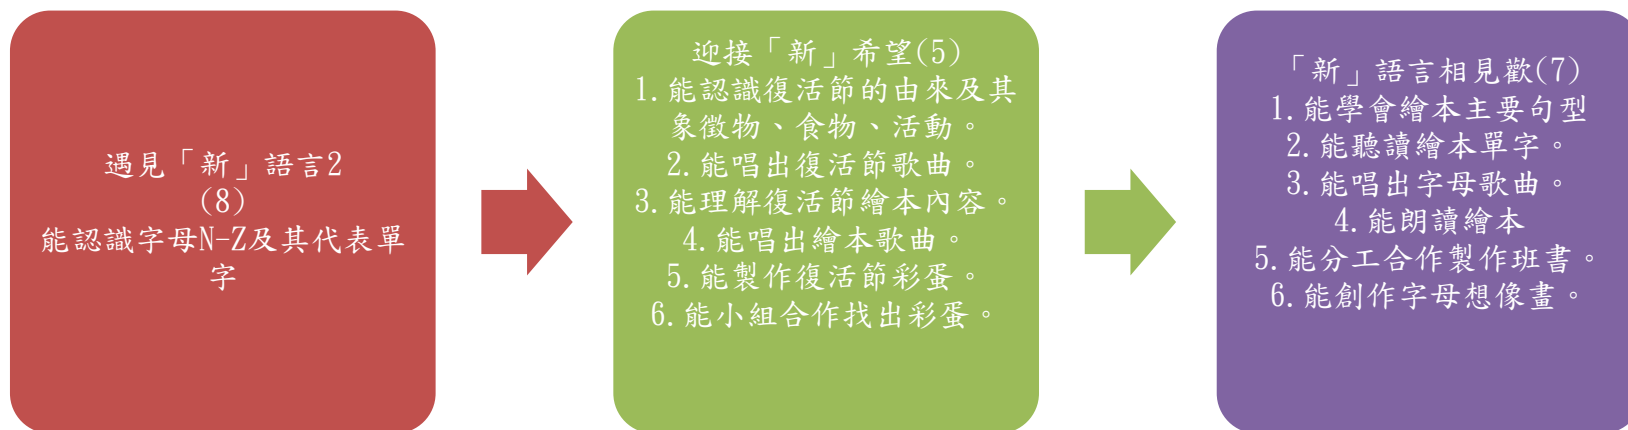 遇見「新」語言2
(8)
能認識字母N-Z及其代表單
字
迎接「新」希望(5)
1.能認識復活節的由來及其
象徵物、食物、活動。
2.能唱出復活節歌曲。
3.能理解復活節繪本內容。
4.能唱出繪本歌曲。
5.能製作復活節彩蛋。
6.能小組合作找出彩蛋。
「新」語言相見歡(7)
1.能學會繪本主要句型
2.能聽讀繪本單字。
3.能唱出字母歌曲。
4.能朗讀繪本
5.能分工合作製作班書。
6.能創作字母想像畫。